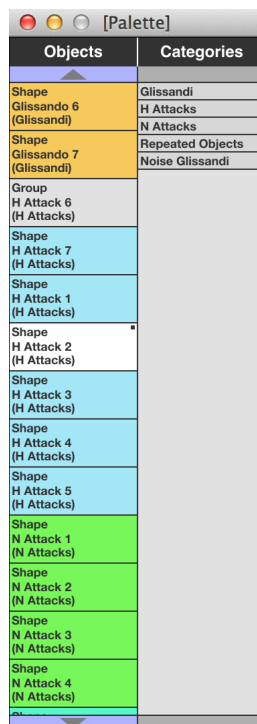 [Palette]
Objects
Categories
Shape
Glissando 6
(Glissandi)
Shape
Glissando 7
(Glissandi)
Group
H Attack 6
(H Attacks)
Shape
H Attack 7
(H Attacks)
Shape
H Attack 1
(H Attacks)
Shape
H Attack 2
(H Attacks)
Shape
H Attack 3
(H Attacks)
Shape
H Attack 4
(H Attacks)
Shape
H Attack 5
(H Attacks)
Shape
N Attack 1
(N Attacks)
Shape
N Attack 2
(N Attacks)
Shape
N Attack 3
(N Attacks)
Shape
N Attack 4
(N Attacks)
Glissandi
H Attacks
N Attacks
Repeated Objects
Noise Glissandi